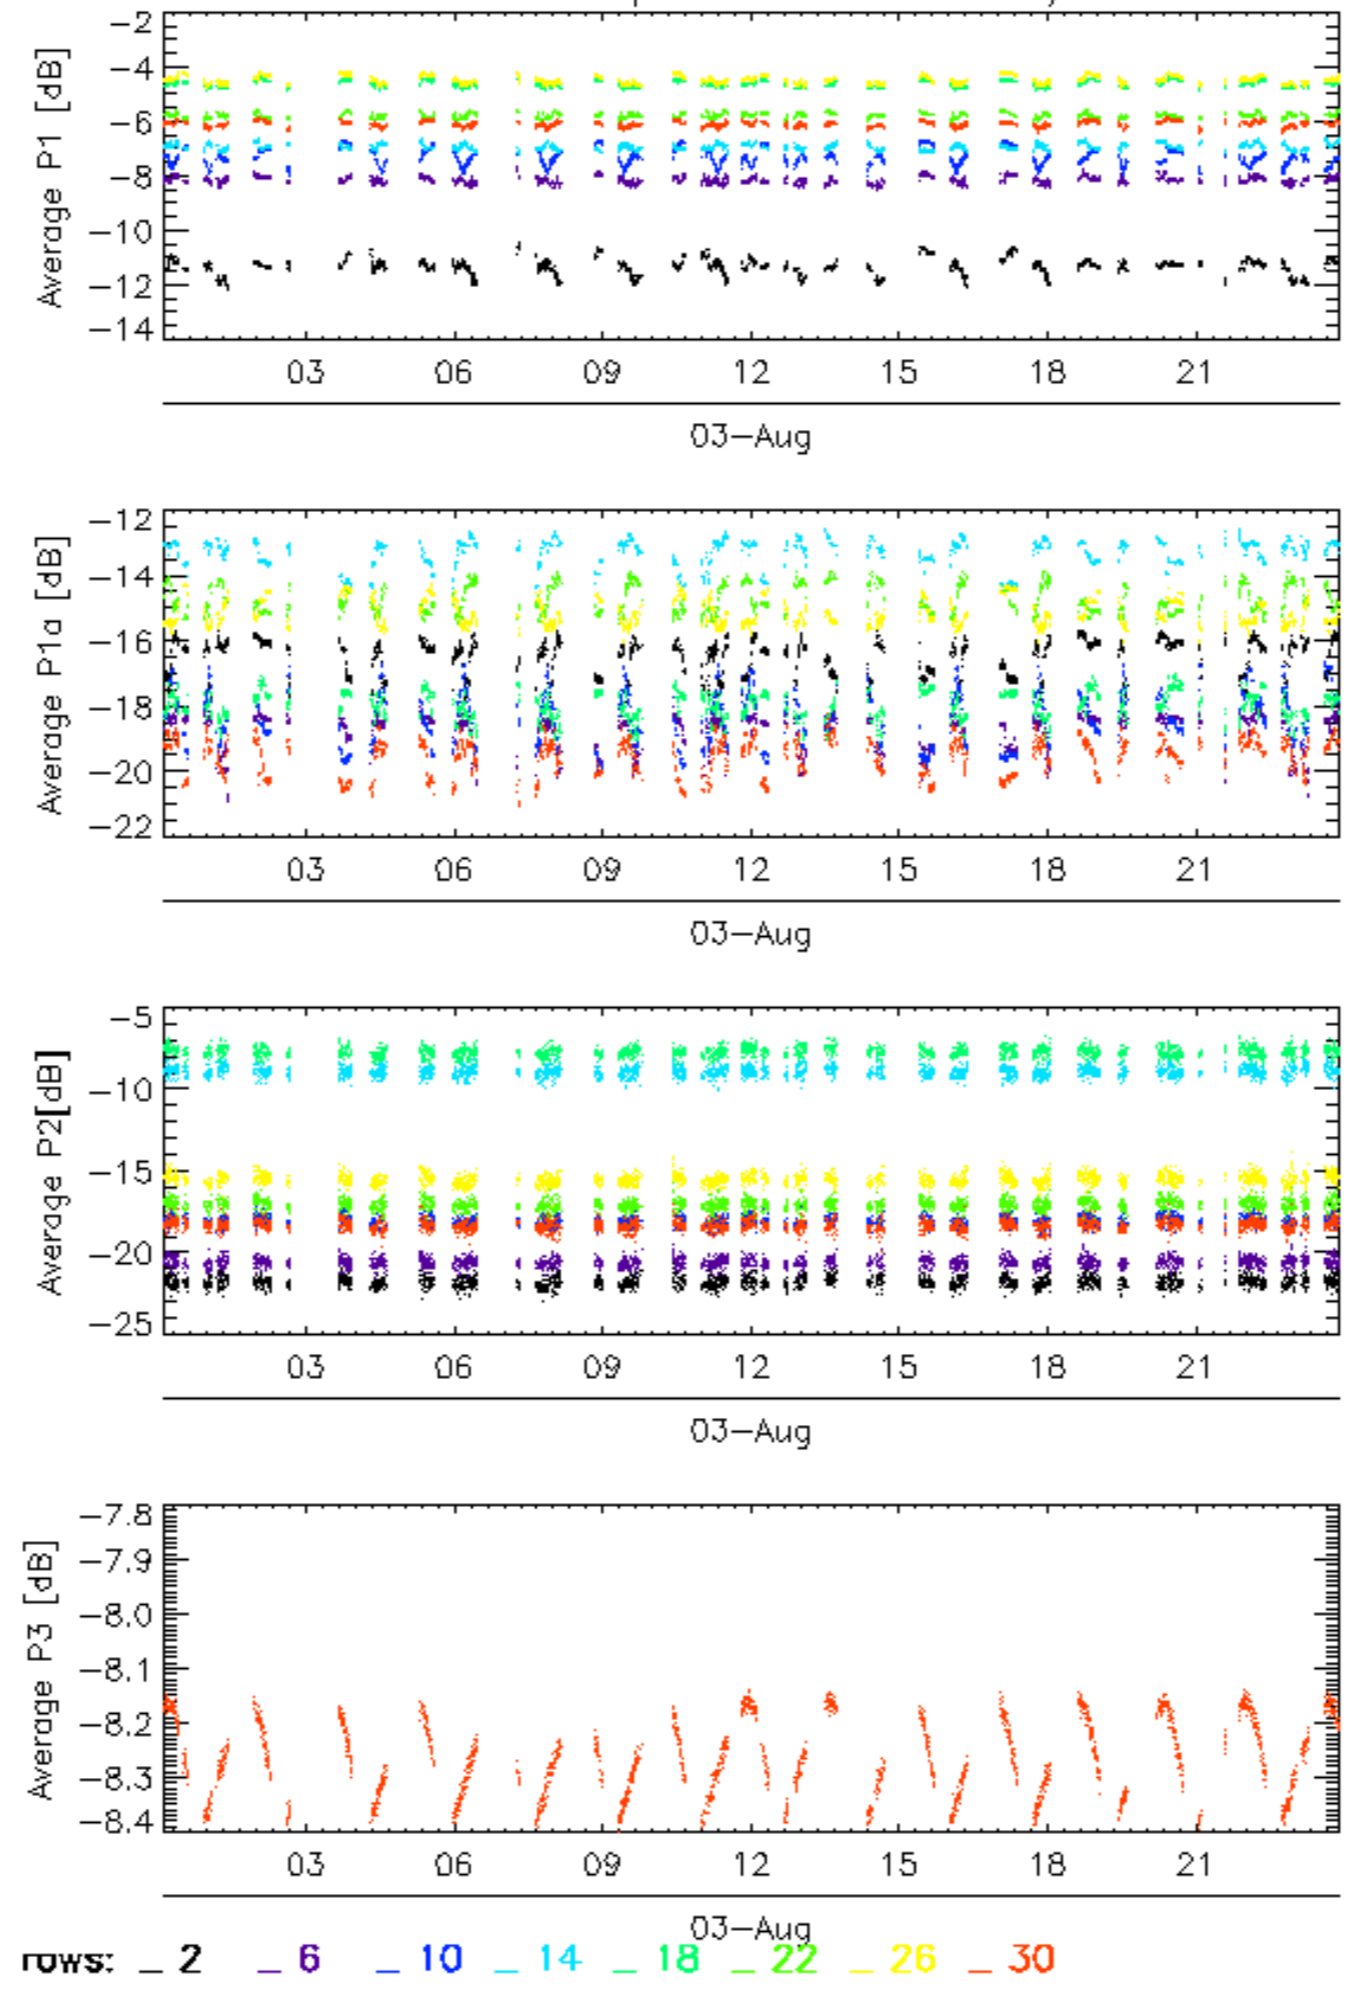 Average P1 [dB]
-2
-4
-6
-8
-10
-12
-14
03 06 09 12 15 18 21
03-Aug
Average P1a [dB]
-12
-14
-16
-18
-20
-22
03 06 09 12 15 18 21
03-Aug
Average P2[dB]
-5
-10
-15
-20
-25
03 06 09 12 15 18 21
03-Aug
Average P3 [dB]
-7.8
-7.9
-8.0
-8.1
-8.2
-8.3
-8.4
03 06 09 12 15 18 21
03-Aug
rows: _ 2 _ 6 _ 10 _ 14 _ 18 _ 22 _ 26 _ 30